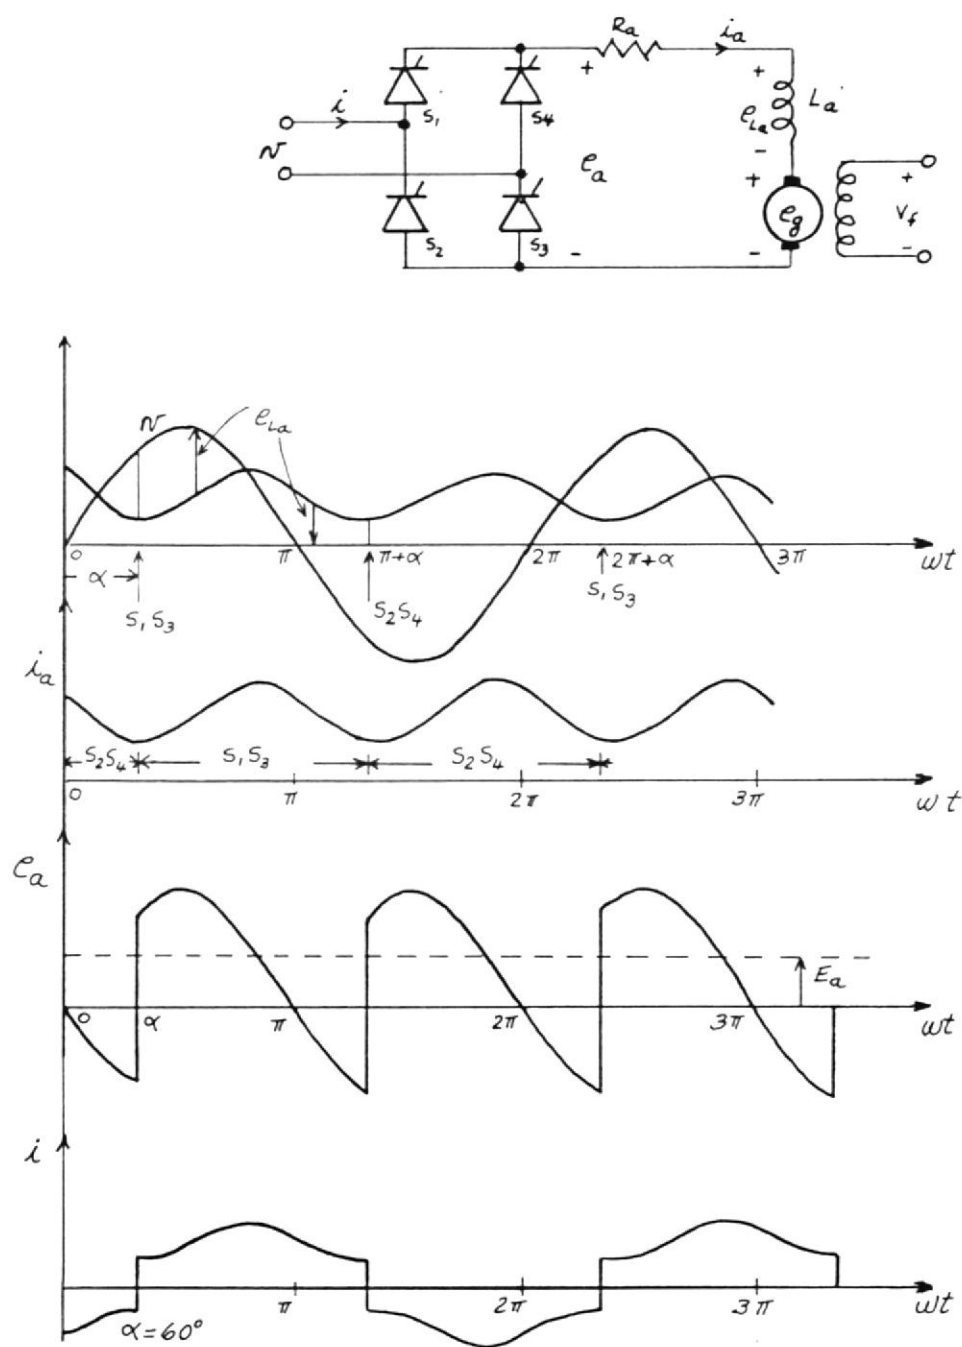 Ra
ia
+
+
i
S1
S4
eLa
La
v
ea
-
+
eg
+
Vf
S2
S3
-
-
-
v
eLa
0
π
π+α
2π
2π+α
3π
ωt
α
S1S3
S2S4
S1S3
ia
S2S4
S1S3
S2S4
0
π
2π
3π
ωt
ea
Ea
0
α
π
2π
3π
ωt
i
π
2π
3π
ωt
α=60°